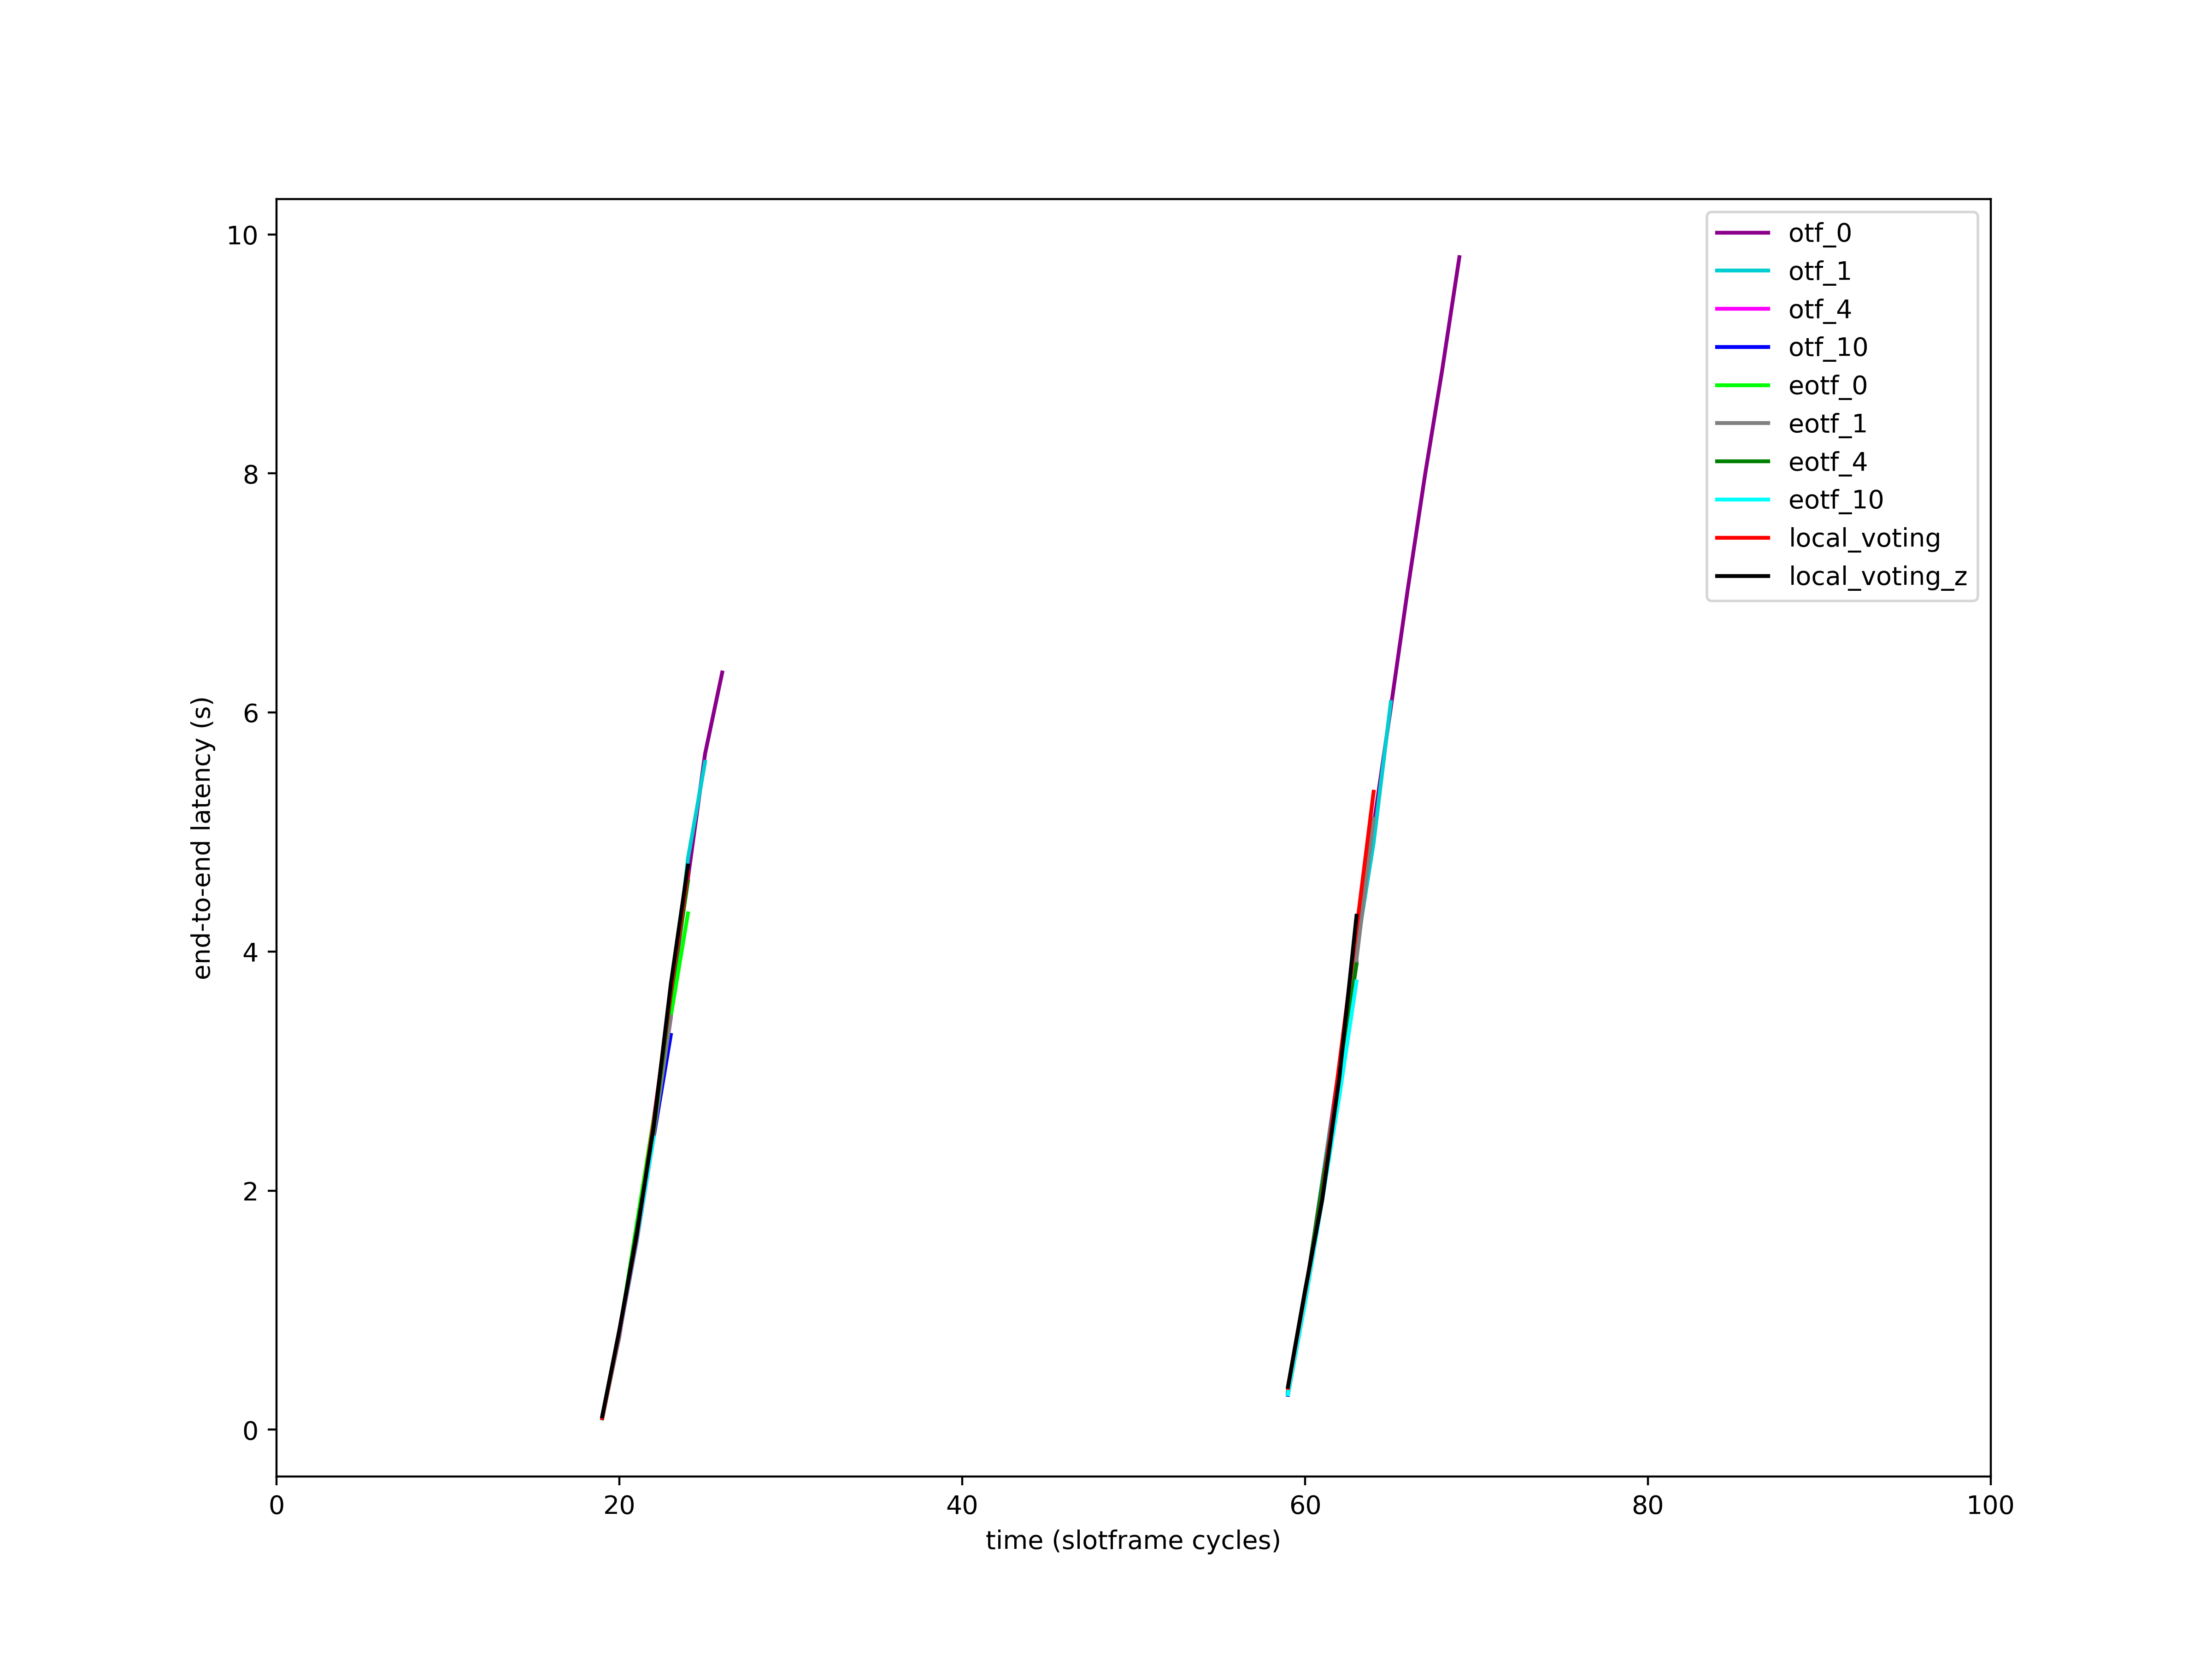 10
8
6
4
2
0
end-to-end latency (s)
0 20 40 60 80 100
time (slotframe cycles)
otf_0
otf_1
otf_4
otf_10
eotf_0
eotf_1
eotf_4
eotf_10
local_voting
local_voting_z